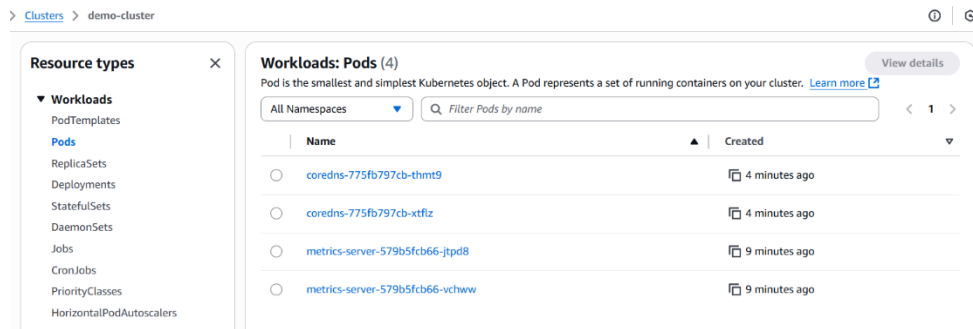 Clusters > demo-cluster
Resource types
Workloads
PodTemplates
Pods
ReplicaSets
Deployments
StatefulSets
DaemonSets
Jobs
CronJobs
PriorityClasses
HorizontalPodAutoscalers
Workloads: Pods (4)
View details
Pod is the smallest and simplest Kubernetes object. A Pod represents a set of running containers on your cluster. Learn more
All Namespaces
Filter Pods by name
< 1 >
Name Created
coredns-775fb797cb-thmt9 4 minutes ago
coredns-775fb797cb-xtflz 4 minutes ago
metrics-server-579b5fcb66-jtpd8 9 minutes ago
metrics-server-579b5fcb66-vchww 9 minutes ago